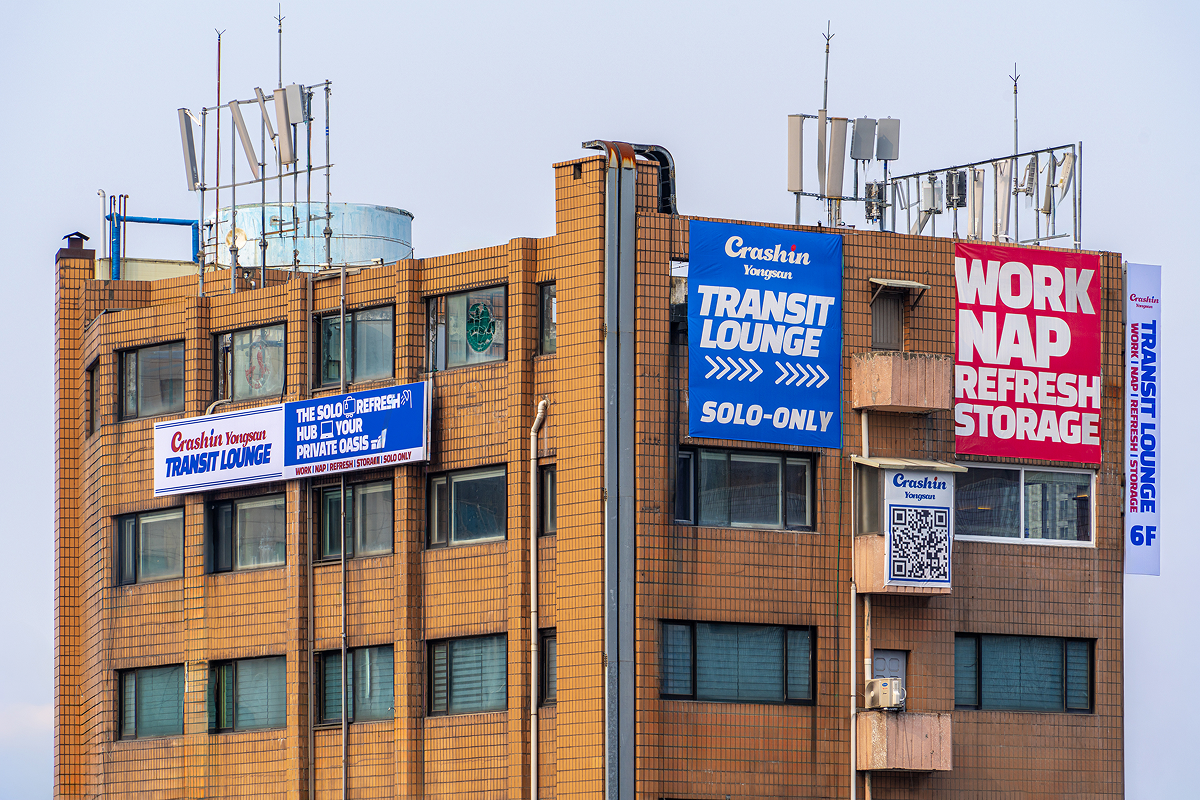 Crashin Yongsan
TRANSIT LOUNGE
THE SOLO REFRESH
HUB YOUR
PRIVATE OASIS
WORK | NAP | REFRESH | STORAGE | SOLO ONLY
Crashin
Yongsan
TRANSIT
LOUNGE
SOLO-ONLY
WORK
NAP
REFRESH
STORAGE
Crashin
Yongsan
Crashin
Yongsan
TRANSIT LOUNGE
WORK | NAP | REFRESH | STORAGE
6F